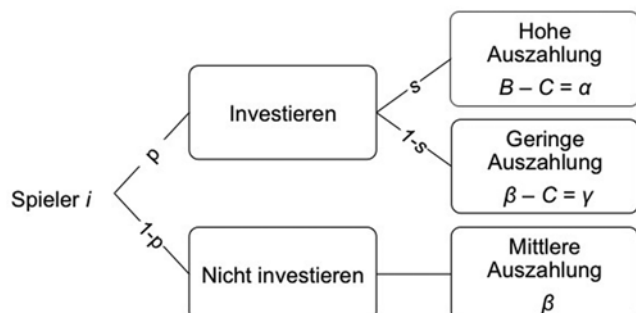 Spieler i
p
1-p
Investieren
Nicht investieren
s
1-s
Hohe
Auszahlung
B – C = α
Geringe
Auszahlung
β – C = γ
Mittlere
Auszahlung
β